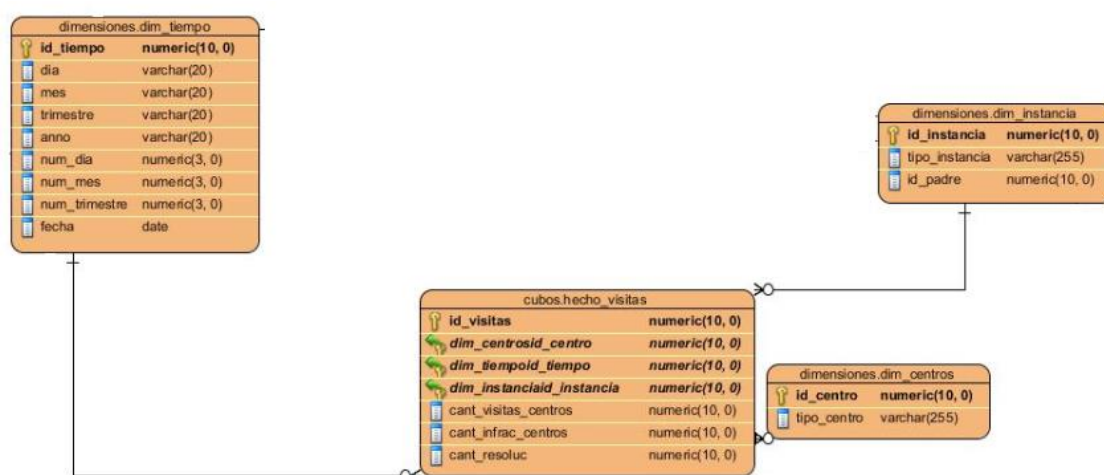 dimensiones.dim_tiempo
id_tiempo numeric(10, 0)
dia varchar(20)
mes varchar(20)
trimestre varchar(20)
anno varchar(20)
num_dia numeric(3, 0)
num_mes numeric(3, 0)
num_trimestre numeric(3, 0)
fecha date
dimensiones.dim_instancia
id_instancia numeric(10, 0)
tipo_instancia varchar(255)
id_padre numeric(10, 0)
cubos.hecho_visitas
id_visitas numeric(10, 0)
dim_centrosid_centro numeric(10, 0)
dim_tiempoid_tiempo numeric(10, 0)
dim_instanciaid_instancia numeric(10, 0)
cant_visitas_centros numeric(10, 0)
cant_infrac_centros numeric(10, 0)
cant_resoluc numeric(10, 0)
dimensiones.dim_centros
id_centro numeric(10, 0)
tipo_centro varchar(255)